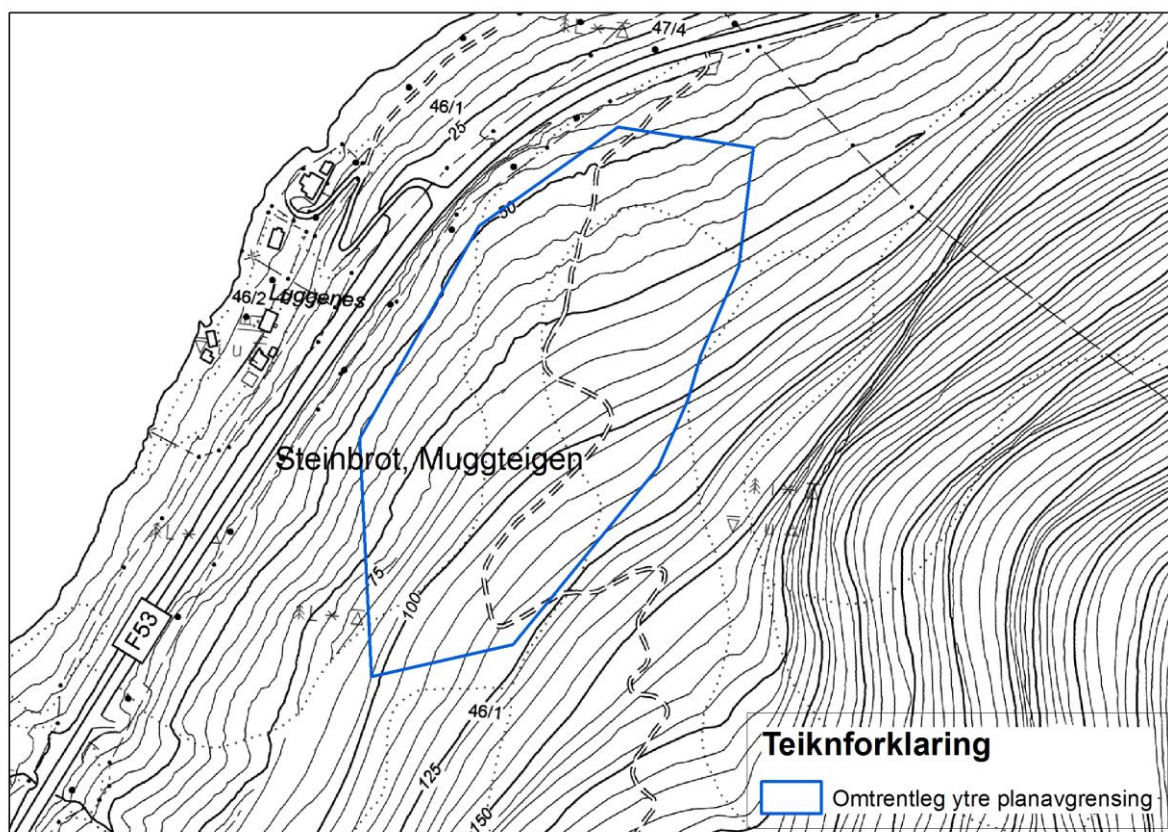 47/4
46/1
25
50
46/2
Luggenes
Steinbrot, Muggteigen
75
F53
100
46/1
125
150
Teiknforklaring
Omtrentleg ytre planavgrensing